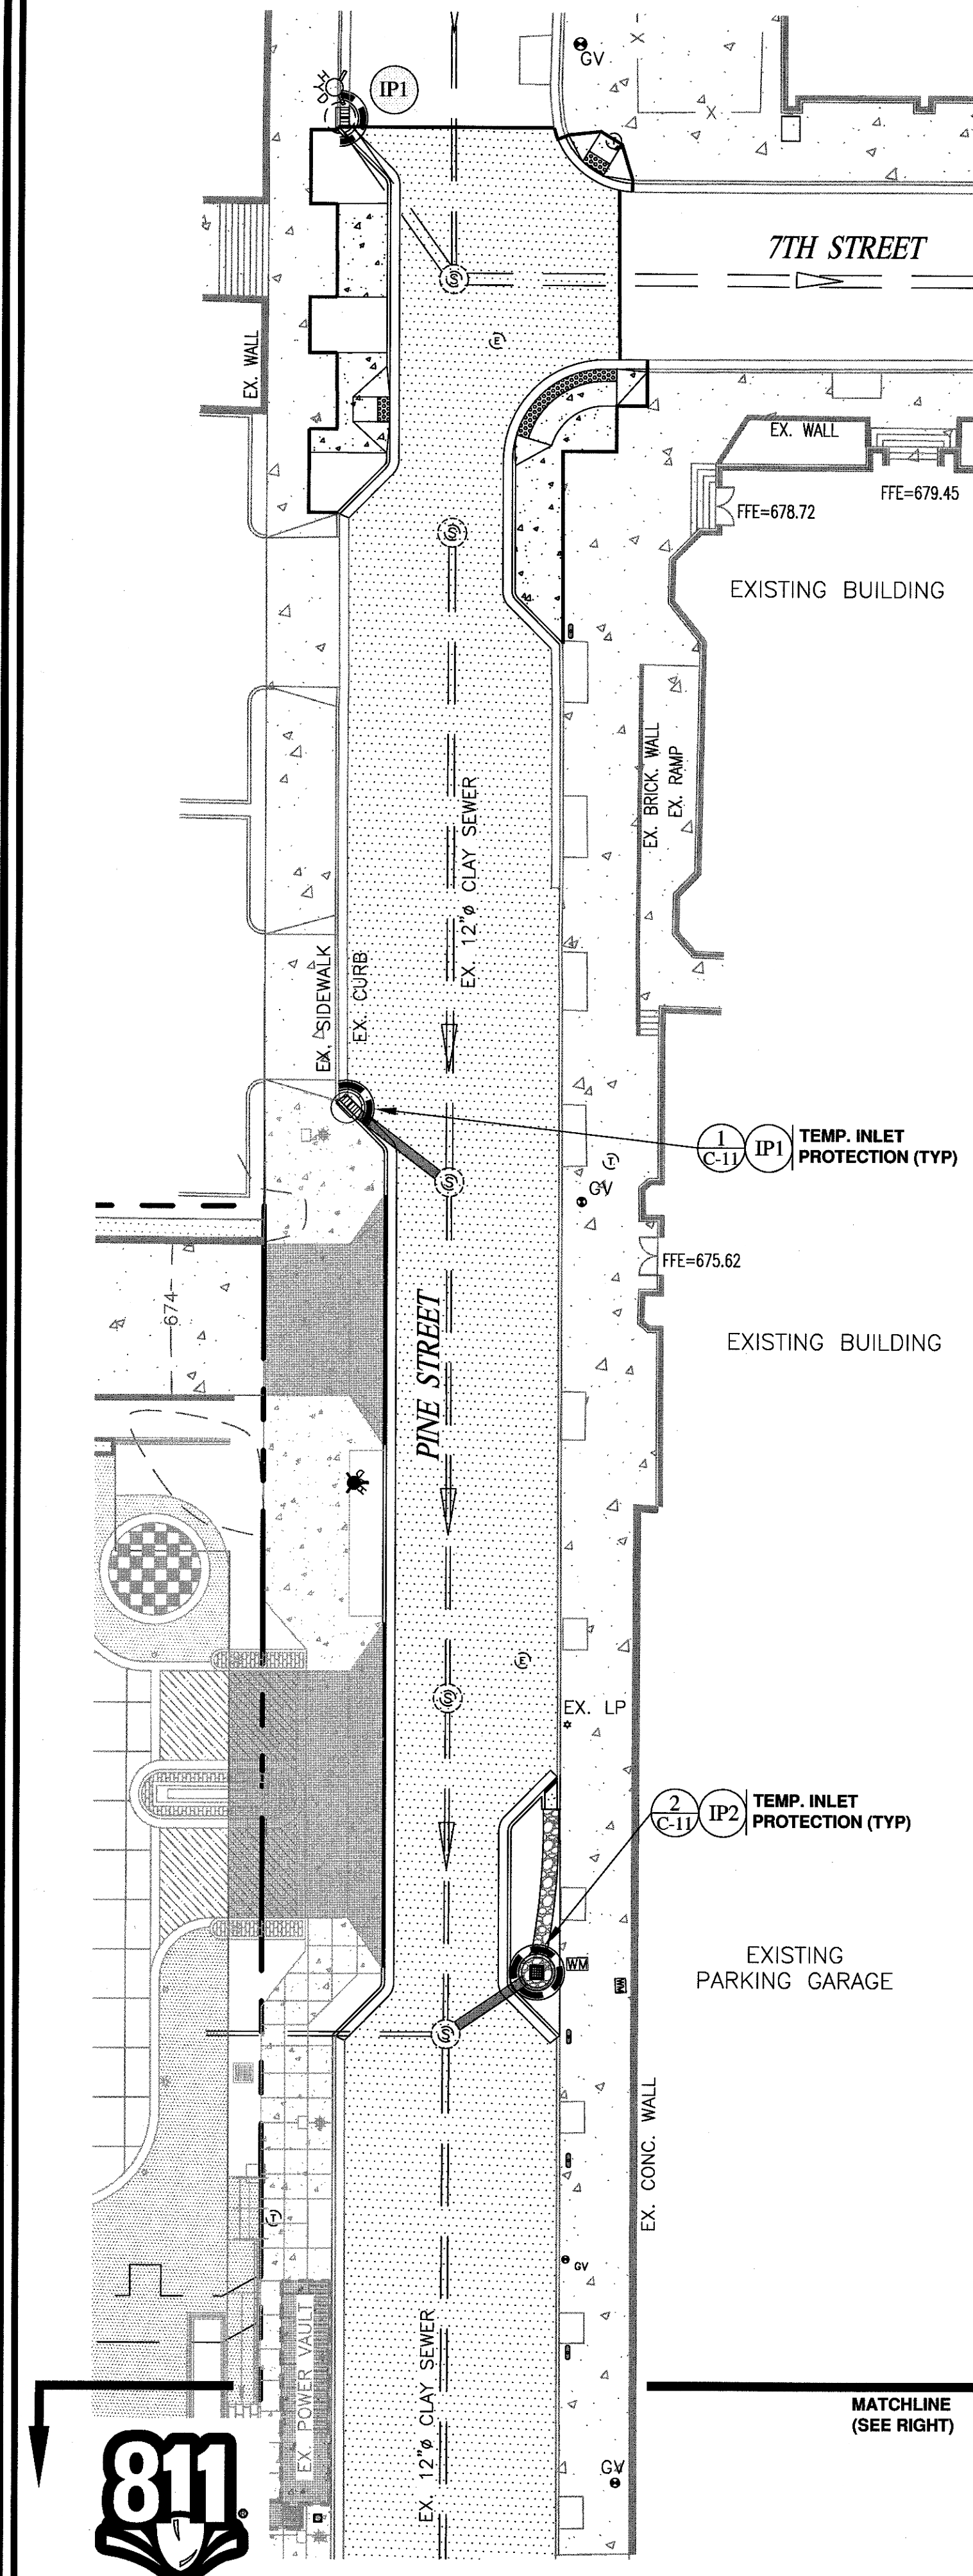 GV
HYD
IP1
7TH STREET
S
E
EX. WALL
EX. WALL
FFE=678.72
FFE=679.45
S
EXISTING BUILDING
EX. BRICK. WALL
EX. RAMP
EX. 12"ø CLAY SEWER
EX. SIDEWALK
EX. CURB
1
C-11
IP1
TEMP. INLET
PROTECTION (TYP)
T
S
GV
FFE=675.62
674
PINE STREET
EXISTING BUILDING
E
S
EX. LP
2
C-11
IP2
TEMP. INLET
PROTECTION (TYP)
WM
EXISTING
PARKING GARAGE
S
EX. CONC. WALL
T
GV
EX. POWER VAULT
EX. 12"ø CLAY SEWER
MATCHLINE
(SEE RIGHT)
GV
811